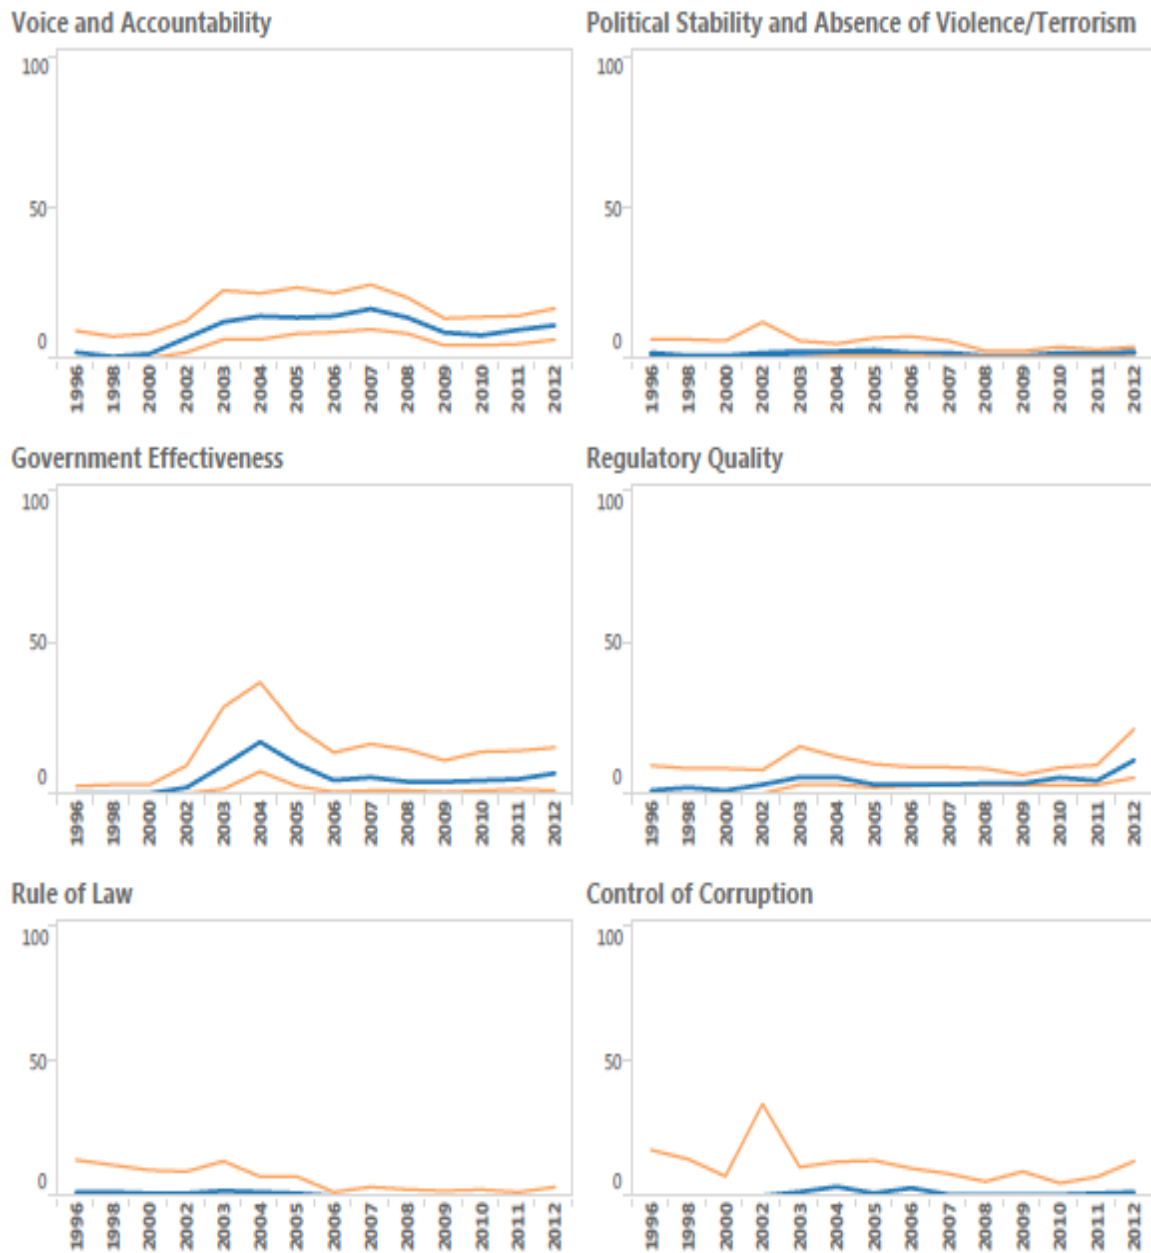 Voice and Accountability
100
50
0
1996 1998 2000 2002 2003 2004 2005 2006 2007 2008 2009 2010 2011 2012
Political Stability and Absence of Violence/Terrorism
100
50
0
1996 1998 2000 2002 2003 2004 2005 2006 2007 2008 2009 2010 2011 2012
Government Effectiveness
100
50
0
1996 1998 2000 2002 2003 2004 2005 2006 2007 2008 2009 2010 2011 2012
Regulatory Quality
100
50
0
1996 1998 2000 2002 2003 2004 2005 2006 2007 2008 2009 2010 2011 2012
Rule of Law
100
50
0
1996 1998 2000 2002 2003 2004 2005 2006 2007 2008 2009 2010 2011 2012
Control of Corruption
100
50
0
1996 1998 2000 2002 2003 2004 2005 2006 2007 2008 2009 2010 2011 2012